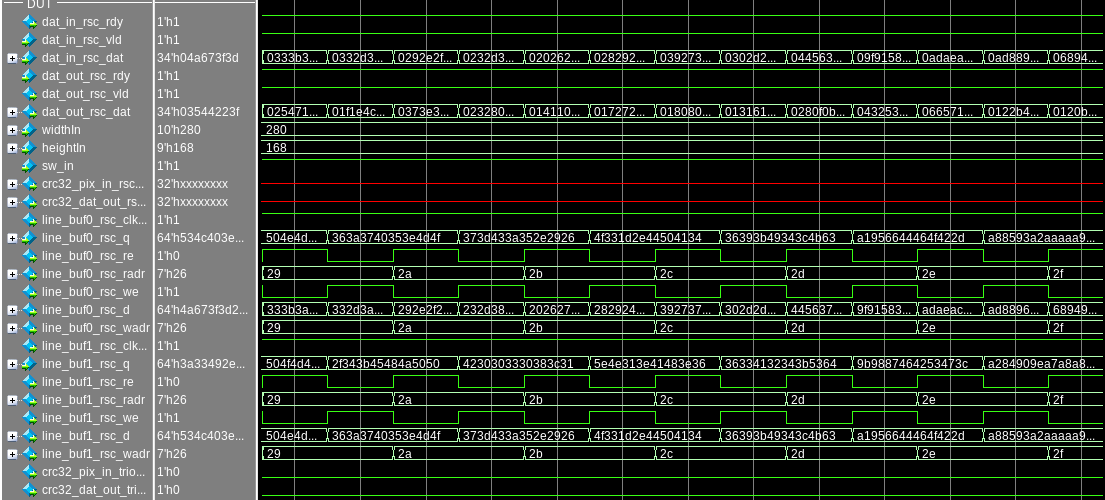 DUT
dat_in_rsc_rdy 1'h1
dat_in_rsc_vld 1'h1
dat_in_rsc_dat 34'h04a673f3d 0333b3... 0332d3... 0292e2f... 0232d3... 020262... 028292... 039273... 0302d2... 044563... 09f9158... 0adaea... 0ad889... 06894...
dat_out_rsc_rdy 1'h1
dat_out_rsc_vld 1'h1
dat_out_rsc_dat 34'h03544223f 025471... 01f1e4c... 0373e3... 023280... 014110... 017272... 018080... 013161... 0280f0b... 043253... 066571... 0122b4... 0120b...
widthIn 10'h280 280
heightIn 9'h168 168
sw_in 1'h1
crc32_pix_in_rsc... 32'hxxxxxxxx
crc32_dat_out_rs... 32'hxxxxxxxx
line_buf0_rsc_clk... 1'h1
line_buf0_rsc_q 64'h534c403e... 504e4d... 363a3740353e4d4f 373d433a352e2926 4f331d2e44504134 36393b49343c4b63 a1956644464f422d a88593a2aaaaa9...
line_buf0_rsc_re 1'h0
line_buf0_rsc_radr 7'h26 29 2a 2b 2c 2d 2e 2f
line_buf0_rsc_we 1'h1
line_buf0_rsc_d 64'h4a673f3d2... 333b3a... 332d3a... 292e2f2... 232d38... 202627... 282924... 392737... 302d2d... 445637... 9f91583... adaeac... ad8896... 68949...
line_buf0_rsc_wadr 7'h26 29 2a 2b 2c 2d 2e 2f
line_buf1_rsc_clk... 1'h1
line_buf1_rsc_q 64'h3a33492e... 504f4d4... 2f343b45484a5050 4230303330383c31 5e4e313e41483e36 36334132343b5364 9b9887464253473c a284909ea7a8a8...
line_buf1_rsc_re 1'h0
line_buf1_rsc_radr 7'h26 29 2a 2b 2c 2d 2e 2f
line_buf1_rsc_we 1'h1
line_buf1_rsc_d 64'h534c403e... 504e4d... 363a3740353e4d4f 373d433a352e2926 4f331d2e44504134 36393b49343c4b63 a1956644464f422d a88593a2aaaaa9...
line_buf1_rsc_wadr 7'h26 29 2a 2b 2c 2d 2e 2f
crc32_pix_in_trio... 1'h0
crc32_dat_out_tri... 1'h0